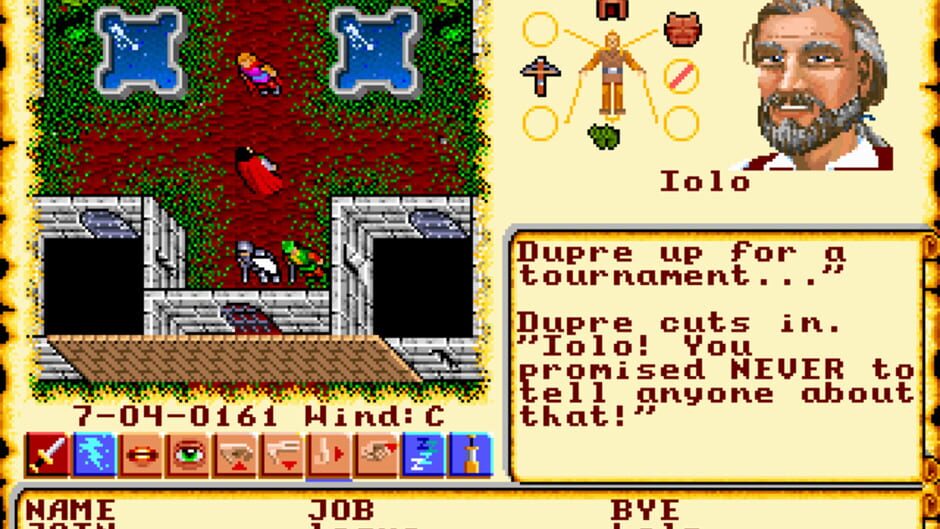 Iolo
Dupre up for a
tournament..."
Dupre cuts in.
"Iolo! You
promised NEVER to
tell anyone about
that!"
7-04-0161 Wind:C
NAME JOB BYE
JOIN